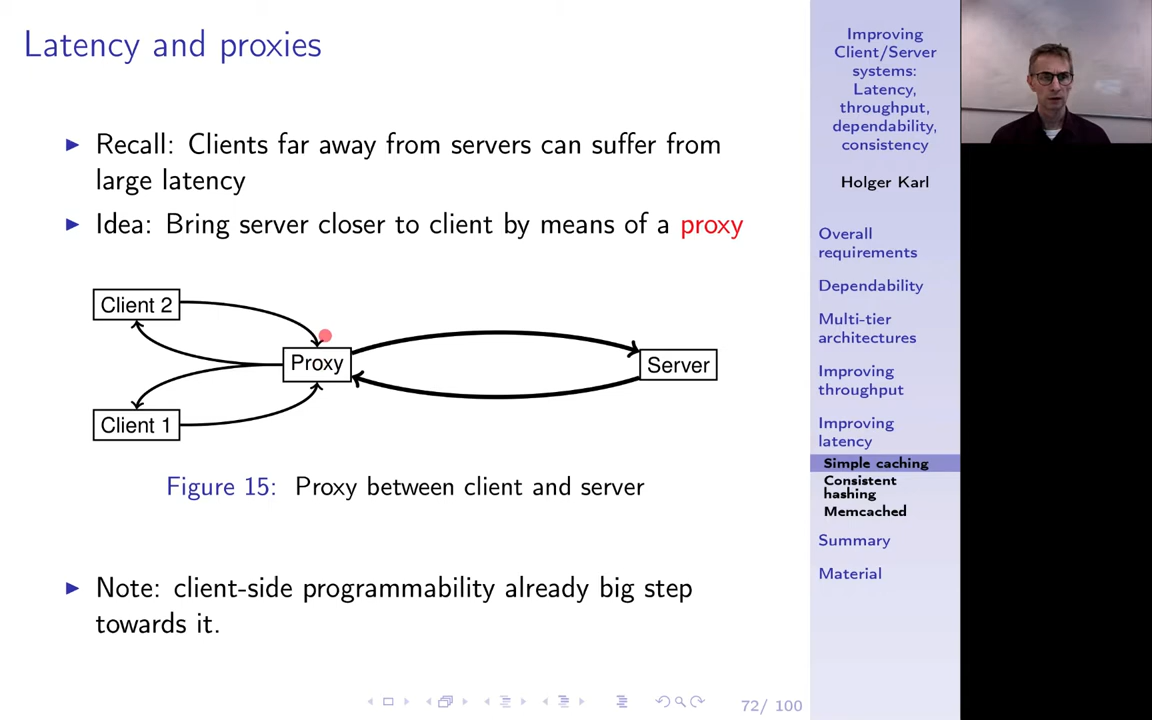 Latency and proxies
Recall: Clients far away from servers can suffer from
large latency
Idea: Bring server closer to client by means of a proxy
Client 2
Proxy
Server
Client 1
Figure 15: Proxy between client and server
Note: client-side programmability already big step
towards it.
72/ 100
Improving
Client/Server
systems:
Latency,
throughput,
dependability,
consistency
Holger Karl
Overall
requirements
Dependability
Multi-tier
architectures
Improving
throughput
Improving
latency
Simple caching
Consistent
hashing
Memcached
Summary
Material